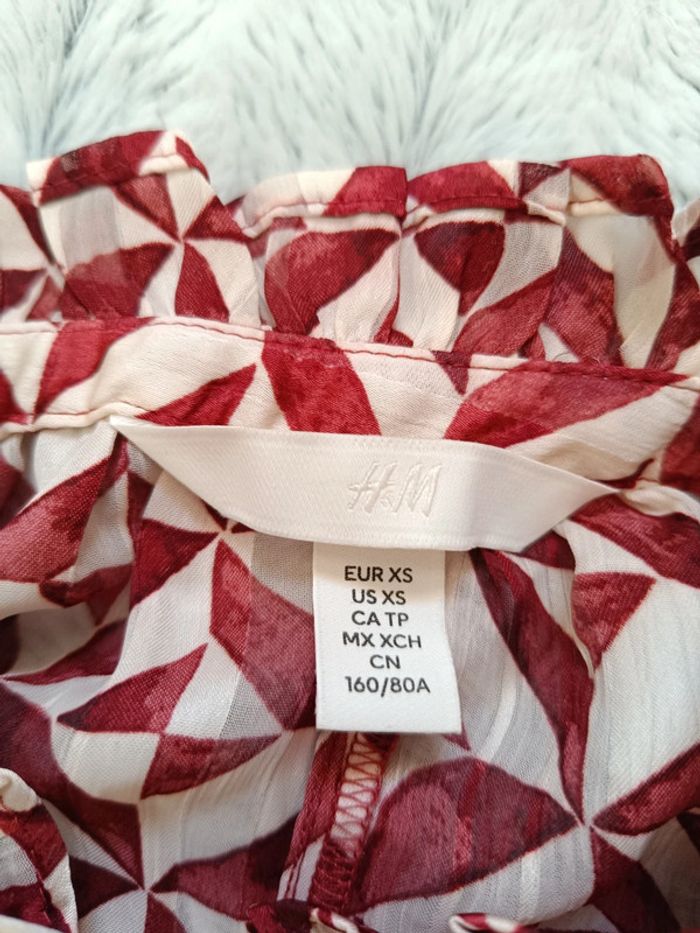 H&M
EUR XS
US XS
CA TP
MX XCH
CN
160/80A